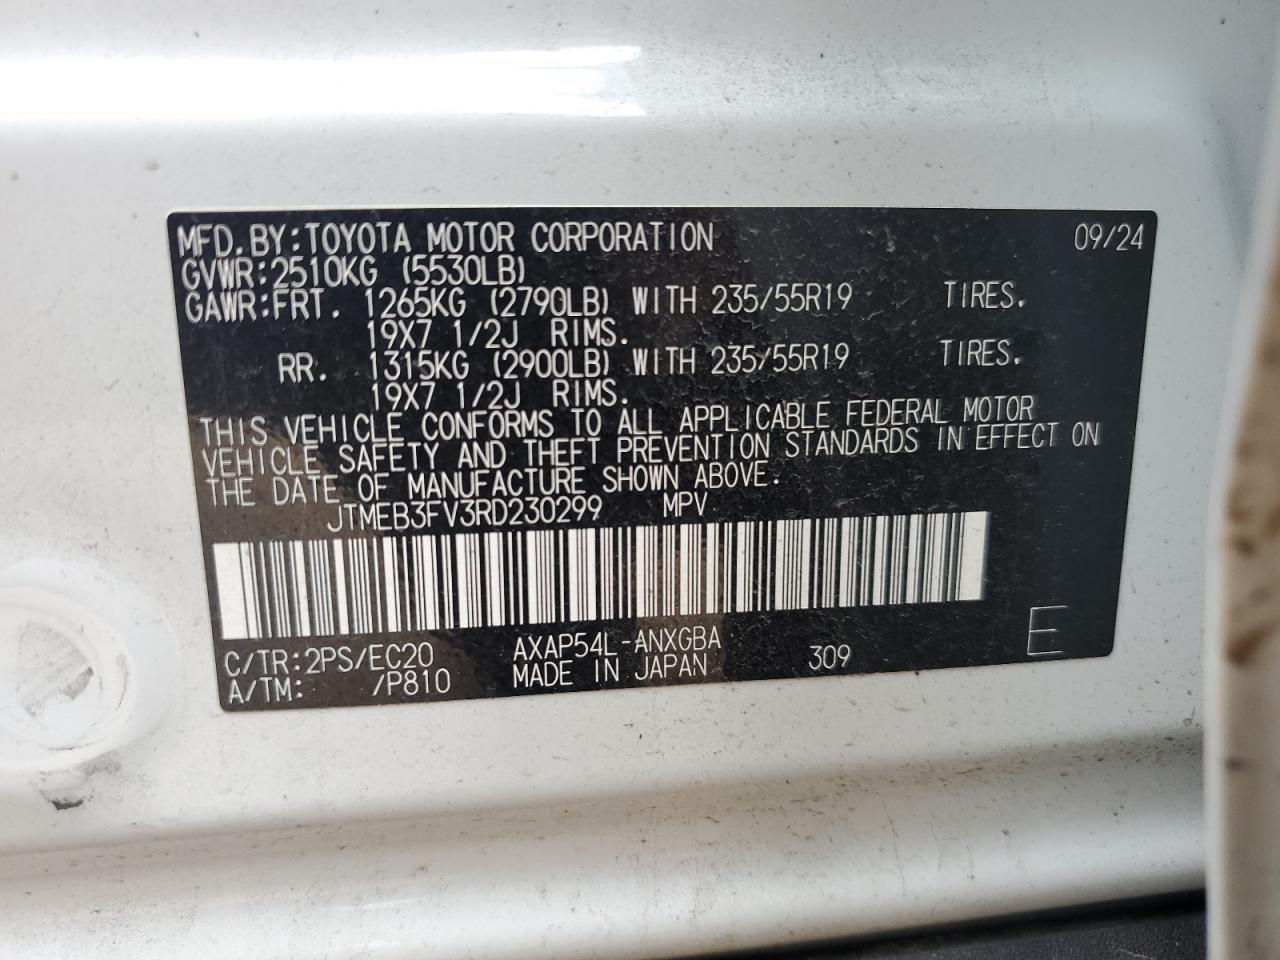 MFD.BY:TOYOTA MOTOR CORPORATION 09/24
GVWR:2510KG (5530LB)
GAWR:FRT. 1265KG (2790LB) WITH 235/55R19 TIRES.
19X7 1/2J RIMS.
RR. 1315KG (2900LB) WITH 235/55R19 TIRES.
19X7 1/2J RIMS.
THIS VEHICLE CONFORMS TO ALL APPLICABLE FEDERAL MOTOR
VEHICLE SAFETY AND THEFT PREVENTION STANDARDS IN EFFECT ON
THE DATE OF MANUFACTURE SHOWN ABOVE.
JTMEB3FV3RD230299 MPV
C/TR:2PS/EC20 AXAP54L-ANXGBA 309 E
A/TM: /P810 MADE IN JAPAN